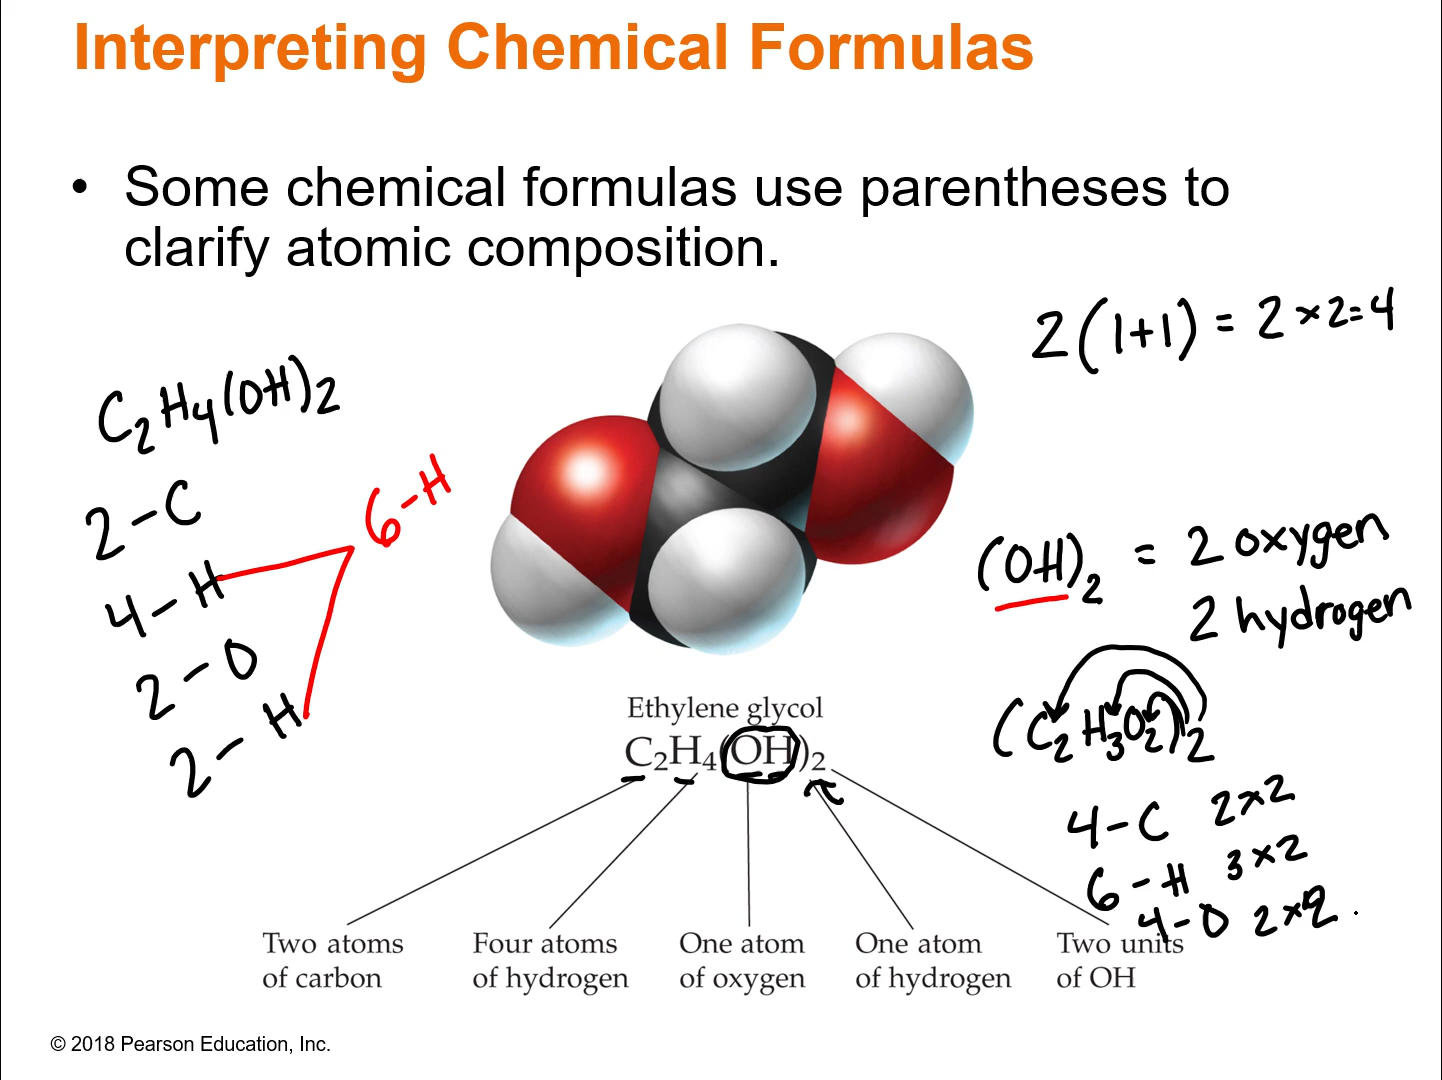 Interpreting Chemical Formulas
• Some chemical formulas use parentheses to
clarify atomic composition.
2(1+1) = 2×2=4
C₂H₄(OH)₂
2-C
4-H
6-H
2-O
2-H
(OH)₂ = 2 oxygen
2 hydrogen
(C₂H₃O₂)₂
4-C 2×2
6-H 3×2
4-O 2×2
Ethylene glycol
C₂H₄(OH)₂
Two atoms
of carbon
Four atoms
of hydrogen
One atom
of oxygen
One atom
of hydrogen
Two units
of OH
© 2018 Pearson Education, Inc.